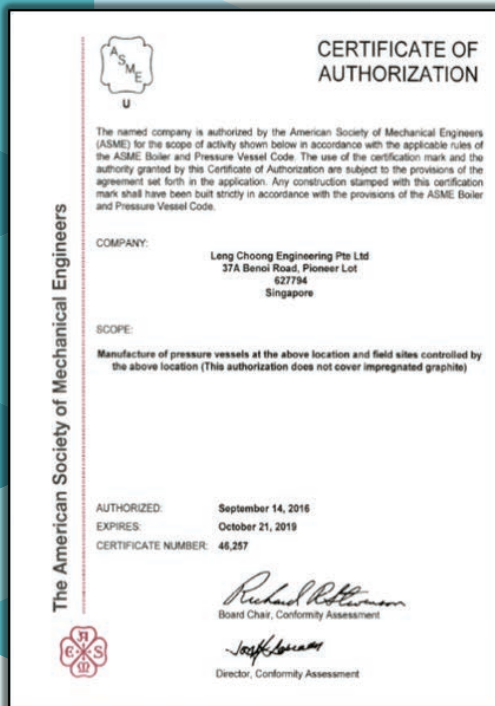 ASME
U
CERTIFICATE OF
AUTHORIZATION
The named company is authorized by the American Society of Mechanical Engineers
(ASME) for the scope of activity shown below in accordance with the applicable rules of
the ASME Boiler and Pressure Vessel Code. The use of the certification mark and the
authority granted by this Certificate of Authorization are subject to the provisions of the
agreement set forth in the application. Any construction stamped with this certification
mark shall have been built strictly in accordance with the provisions of the ASME Boiler
and Pressure Vessel Code.
COMPANY:
Leng Choong Engineering Pte Ltd
37A Benoi Road, Pioneer Lot
627794
Singapore
SCOPE:
Manufacture of pressure vessels at the above location and field sites controlled by
the above location (This authorization does not cover impregnated graphite)
AUTHORIZED: September 14, 2016
EXPIRES: October 21, 2019
CERTIFICATE NUMBER: 46,257
Board Chair, Conformity Assessment
Director, Conformity Assessment
The American Society of Mechanical Engineers